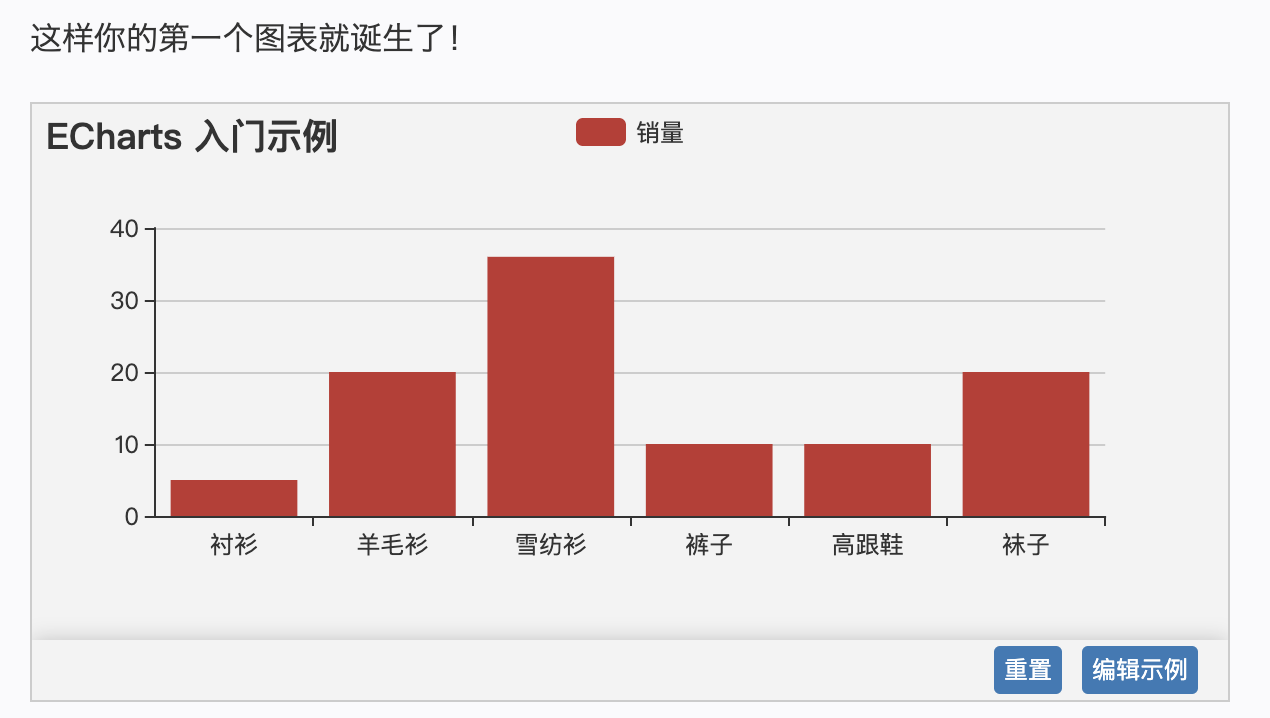 这样你的第一个图表就诞生了！
ECharts 入门示例
销量
40
30
20
10
0
衬衫 羊毛衫 雪纺衫 裤子 高跟鞋 袜子
重置 编辑示例